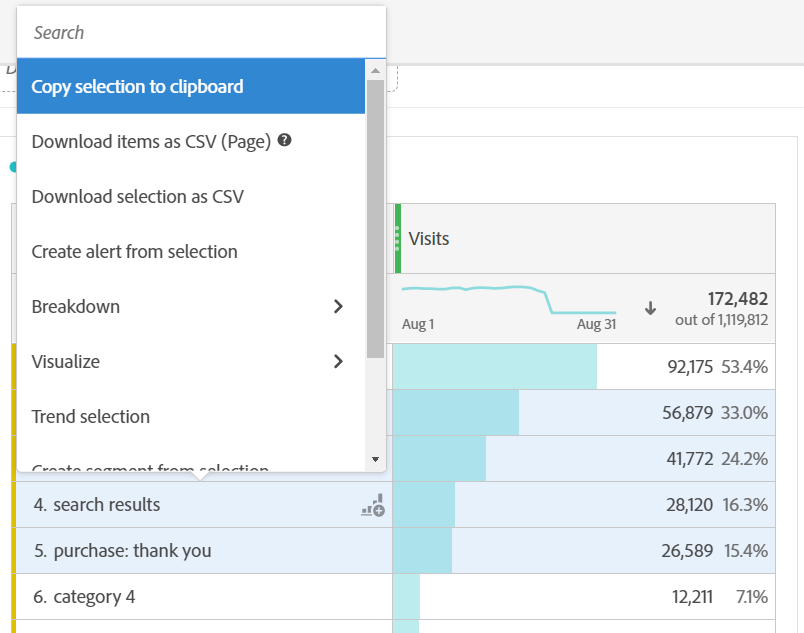 Search
Copy selection to clipboard
Download items as CSV (Page) ?
Download selection as CSV
Create alert from selection
Breakdown
Visualize
Trend selection
Create segment from selection
Visits
Aug 1
Aug 31
172,482
out of 1,119,812
92,175 53.4%
56,879 33.0%
41,772 24.2%
4. search results 28,120 16.3%
5. purchase: thank you 26,589 15.4%
6. category 4 12,211 7.1%